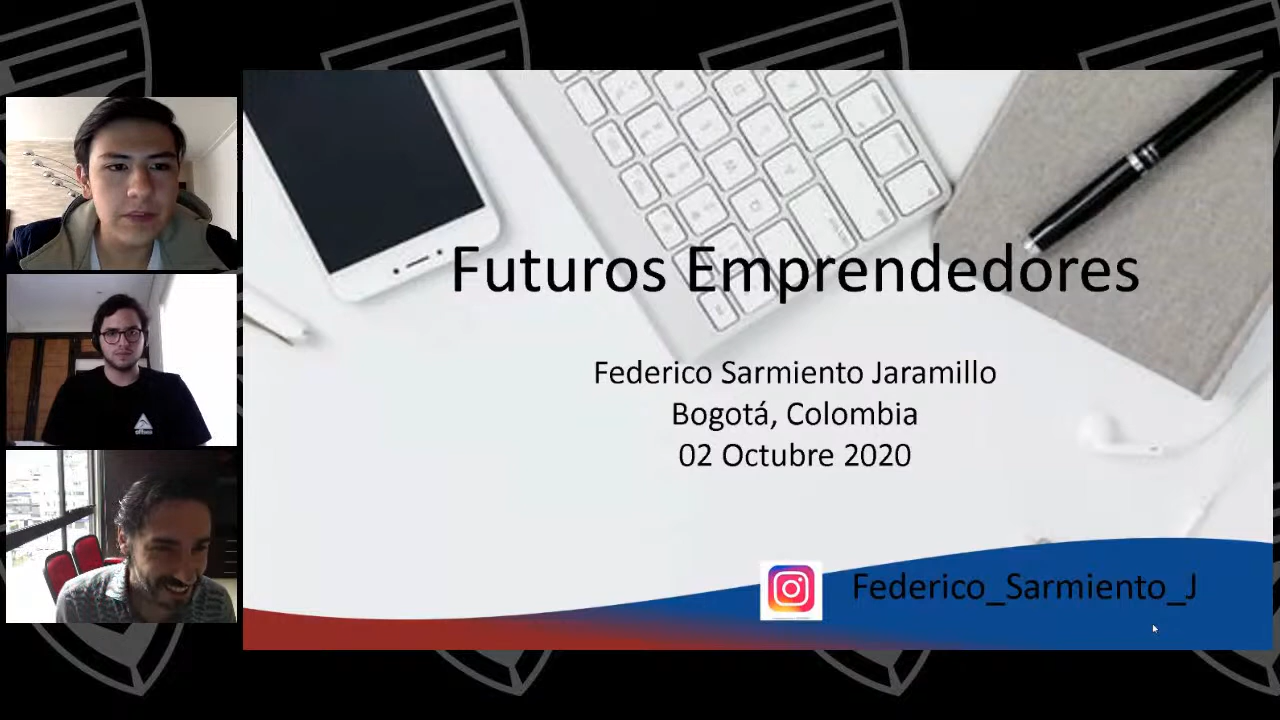 Futuros Emprendedores
Federico Sarmiento Jaramillo
Bogotá, Colombia
02 Octubre 2020
Federico_Sarmiento_J